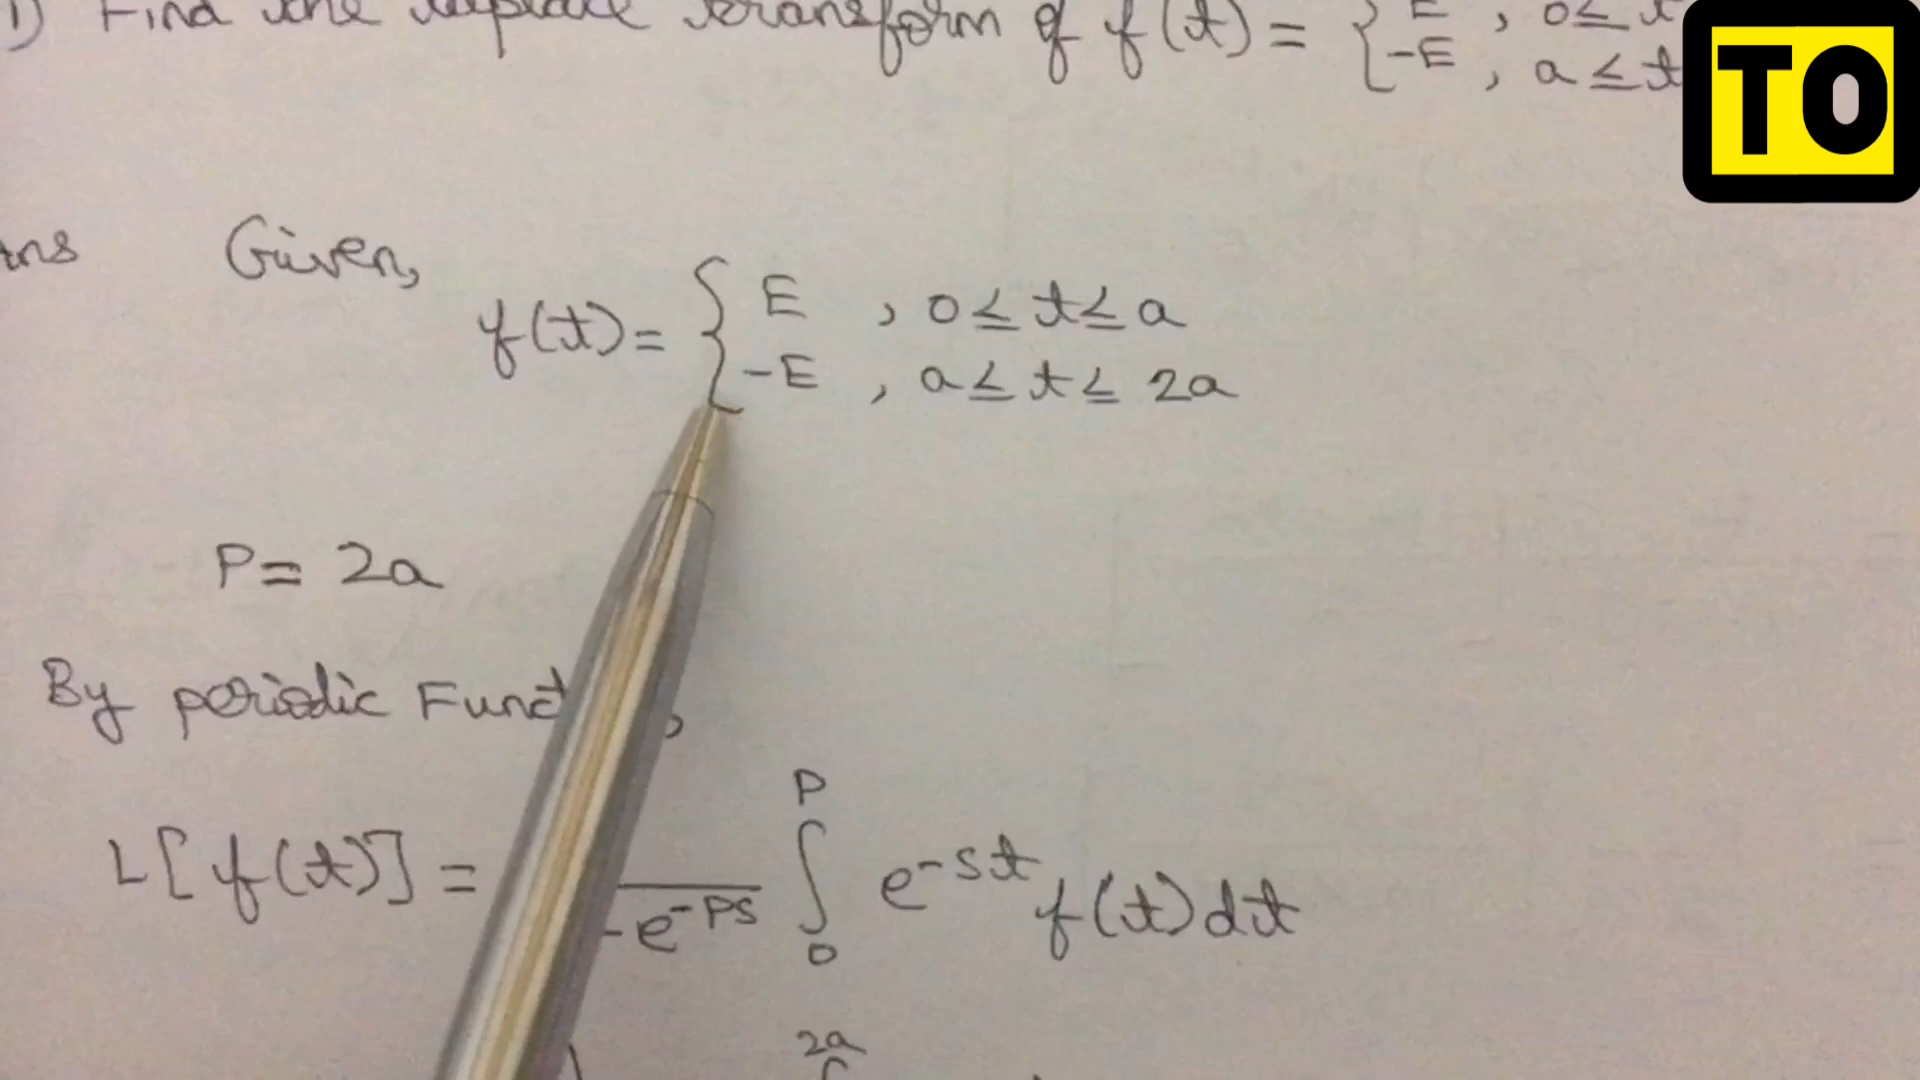 1) Find the laplace transform of f(t) = { E , 0 ≤ t
-E , a ≤ t
TO
Ans Given,
f(t) = { E , 0 ≤ t ≤ a
-E , a ≤ t ≤ 2a
P = 2a
By periodic Funct ,
L[f(t)] = -e^-PS ∫ 0 P e^-st f(t)dt
2a